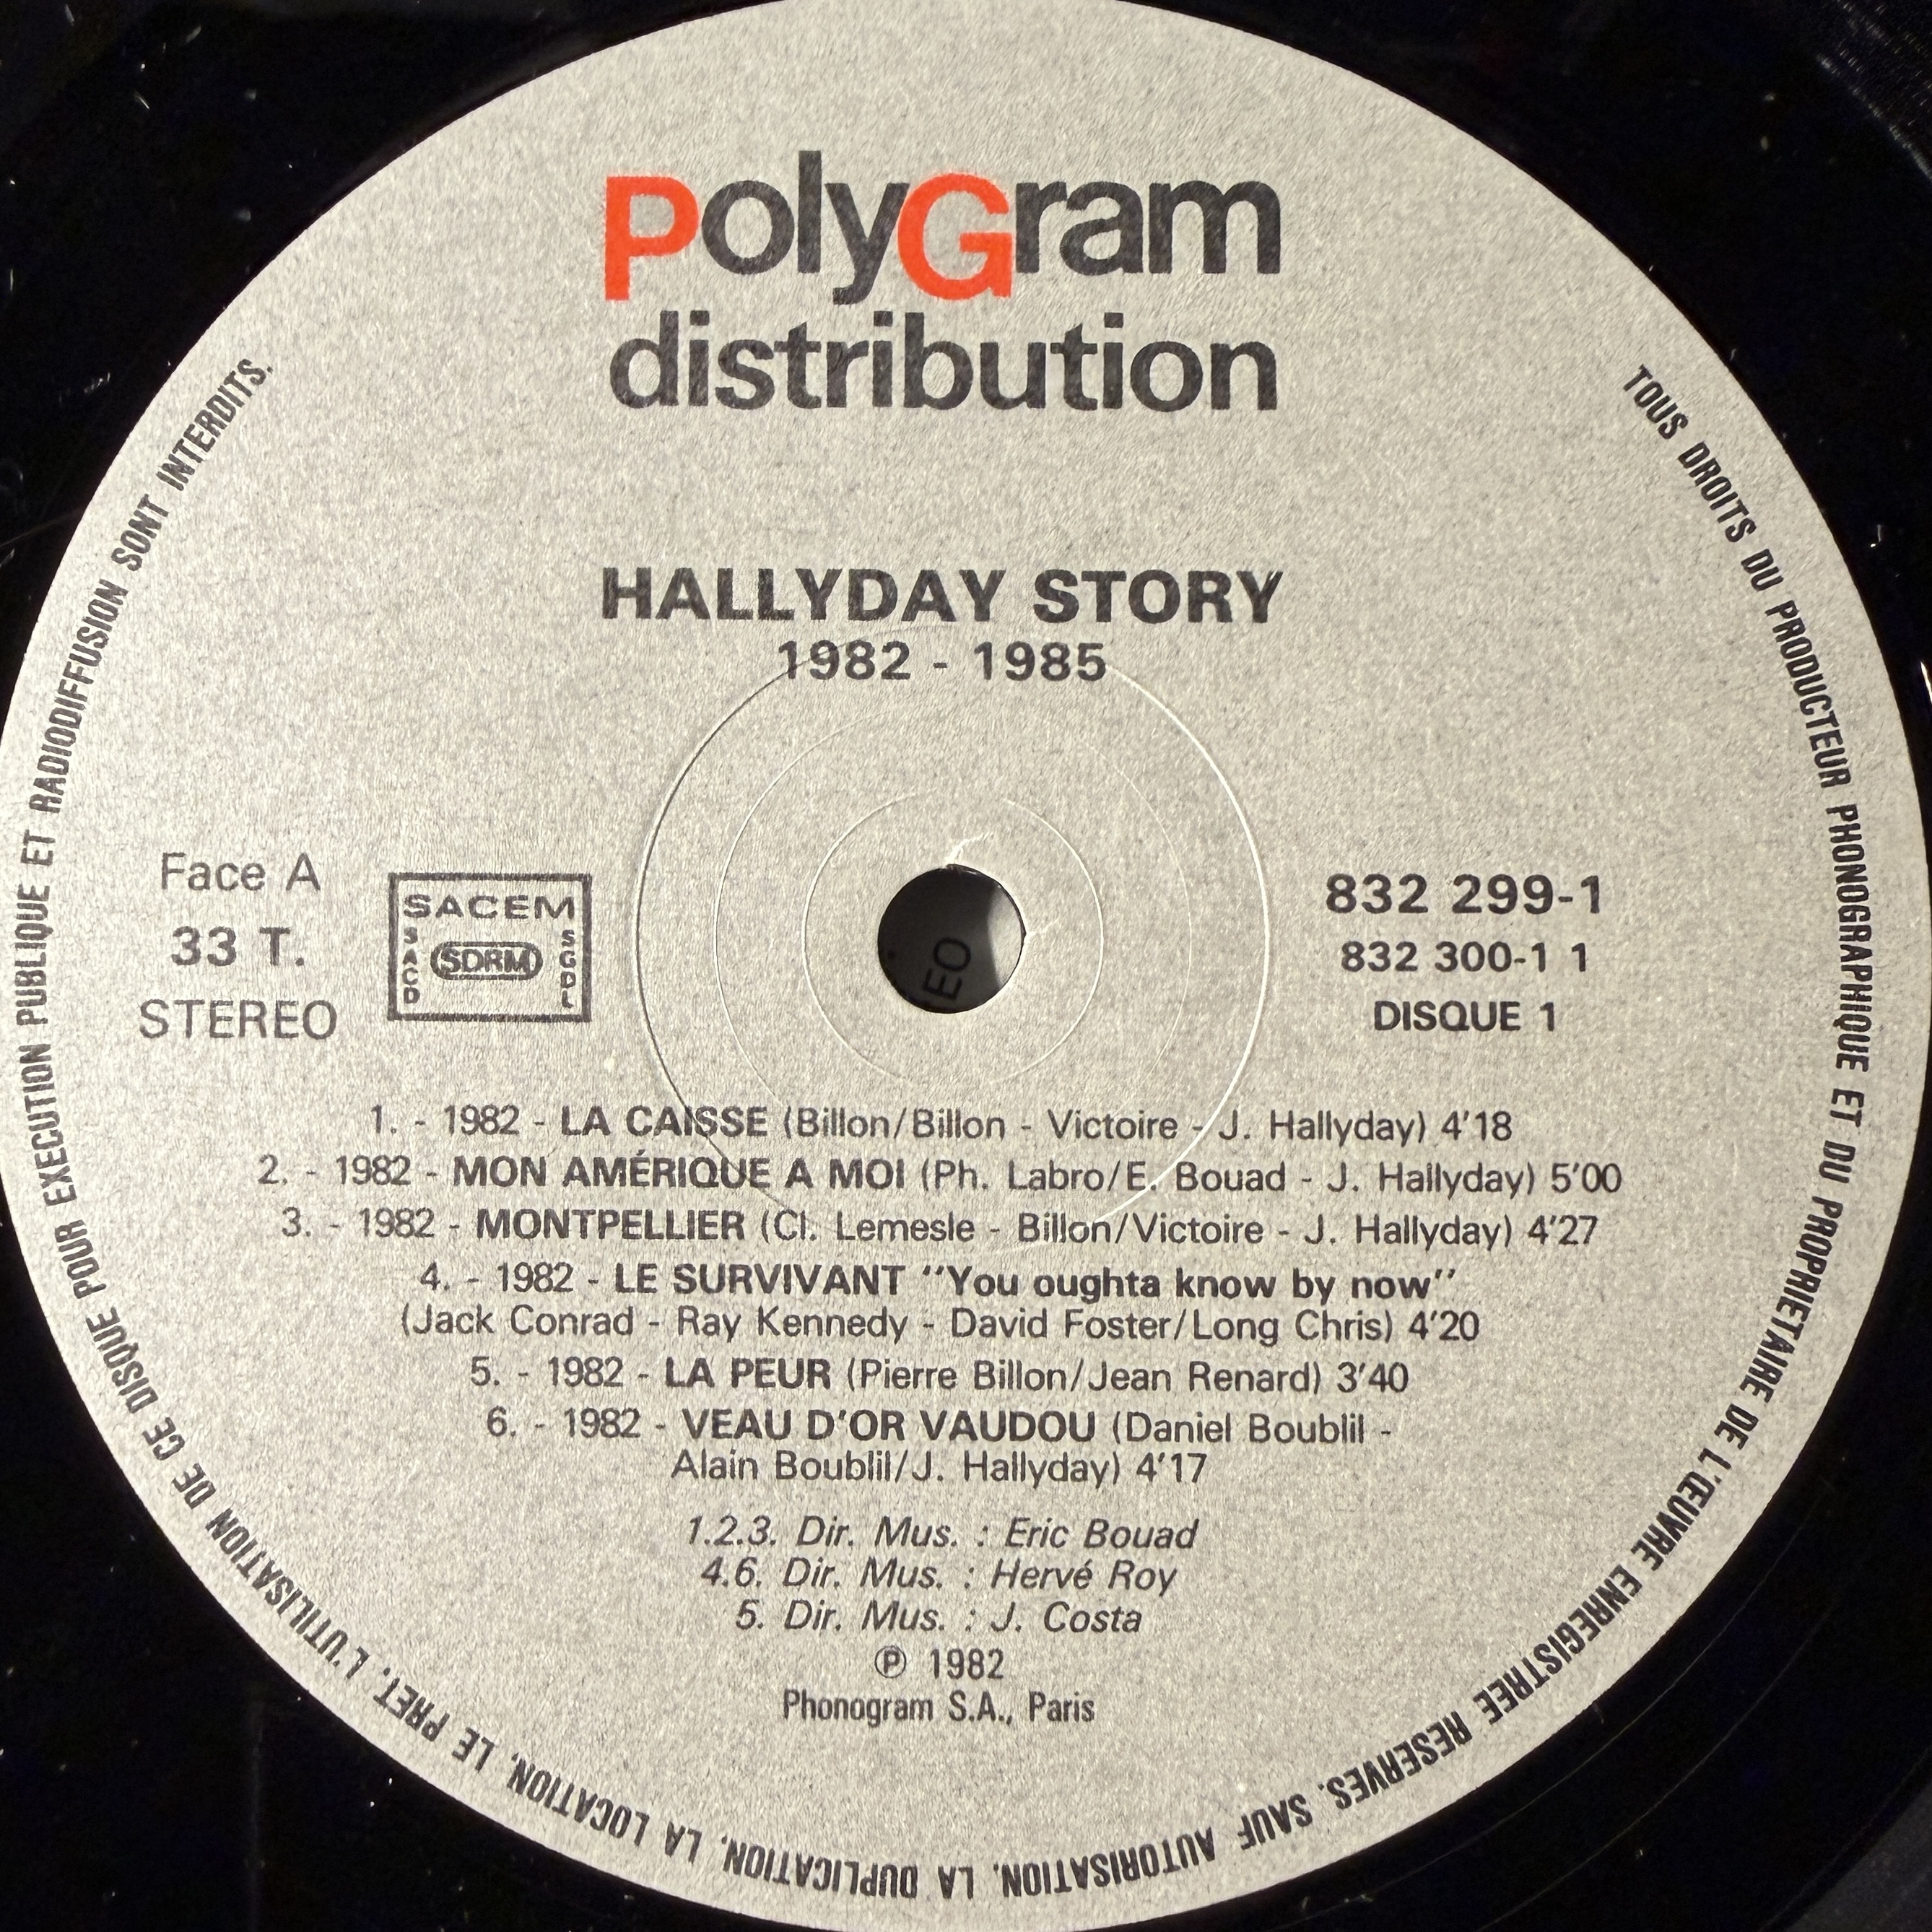 PolyGram
distribution
HALLYDAY STORY
1982 - 1985
Face A
33 T.
STEREO
SACEM
SACD
SDRM
SGDL
832 299-1
832 300-1 1
DISQUE 1
EO
1. - 1982 - LA CAISSE (Billon/Billon - Victoire - J. Hallyday) 4'18
2. - 1982 - MON AMÉRIQUE A MOI (Ph. Labro/E. Bouad - J. Hallyday) 5'00
3. - 1982 - MONTPELLIER (Cl. Lemesle - Billon/Victoire - J. Hallyday) 4'27
4. - 1982 - LE SURVIVANT "You oughta know by now"
(Jack Conrad - Ray Kennedy - David Foster/Long Chris) 4'20
5. - 1982 - LA PEUR (Pierre Billon/Jean Renard) 3'40
6. - 1982 - VEAU D'OR VAUDOU (Daniel Boublil -
Alain Boublil/J. Hallyday) 4'17
1.2.3. Dir. Mus. : Eric Bouad
4.6. Dir. Mus. : Hervé Roy
5. Dir. Mus. : J. Costa
℗ 1982
Phonogram S.A., Paris
TOUS DROITS DU PRODUCTEUR PHONOGRAPHIQUE ET DU PROPRIETAIRE DE L'ŒUVRE ENREGISTREE RESERVES. SAUF AUTORISATION, LA DUPLICATION, LA LOCATION, LE PRET, L'UTILISATION DE CE DISQUE POUR EXECUTION PUBLIQUE ET RADIODIFFUSION SONT INTERDITS.